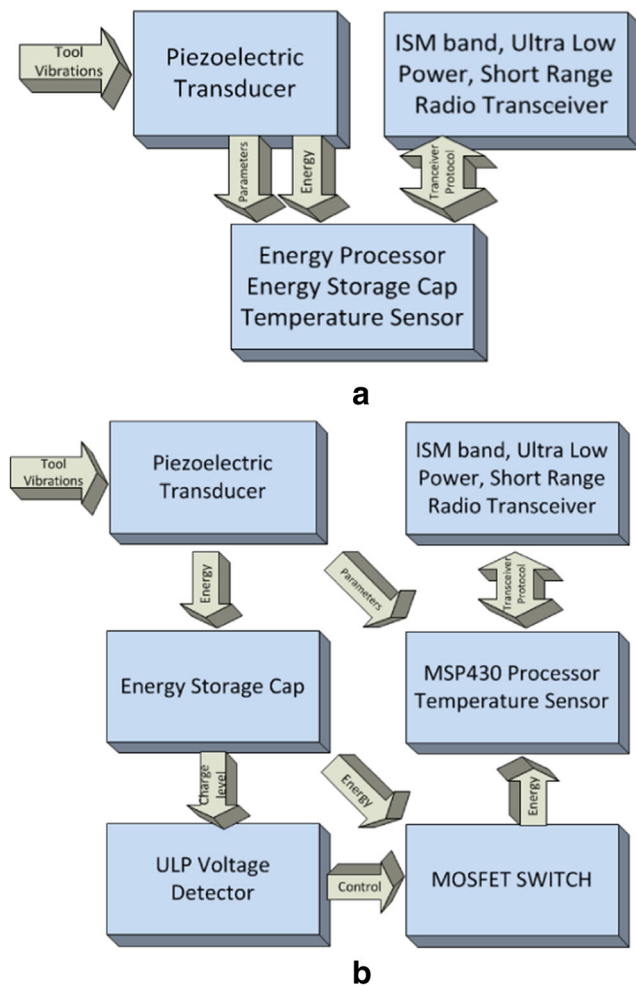 Tool
Vibrations
Piezoelectric
Transducer
ISM band, Ultra Low
Power, Short Range
Radio Transceiver
Parameters
Energy
Tranceiver
Protocol
Energy Processor
Energy Storage Cap
Temperature Sensor
a
Tool
Vibrations
Piezoelectric
Transducer
ISM band, Ultra Low
Power, Short Range
Radio Transceiver
Energy
Parameters
Transceiver
Protocol
Energy Storage Cap
MSP430 Processor
Temperature Sensor
Charge
level
Energy
Energy
ULP Voltage
Detector
Control
MOSFET SWITCH
b